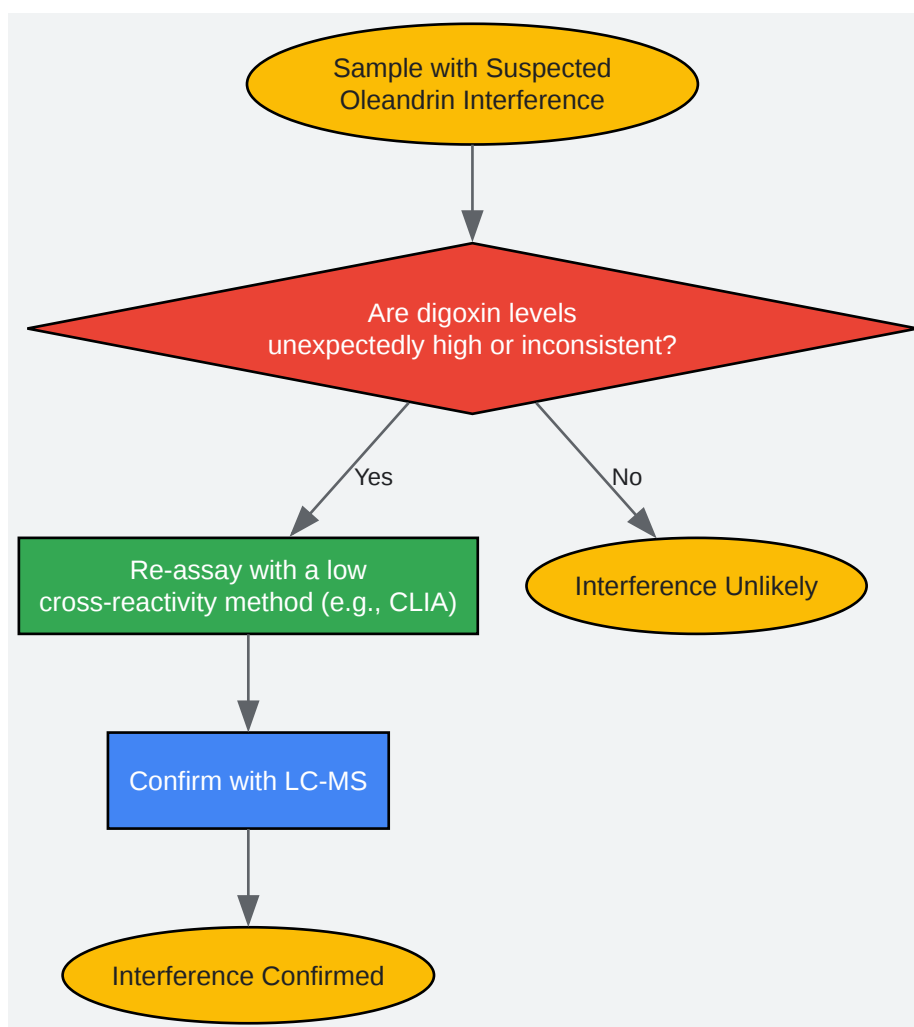 Sample with Suspected
Oleandrin Interference
Are digoxin levels
unexpectedly high or inconsistent?
Yes
No
Re-assay with a low
cross-reactivity method (e.g., CLIA)
Interference Unlikely
Confirm with LC-MS
Interference Confirmed